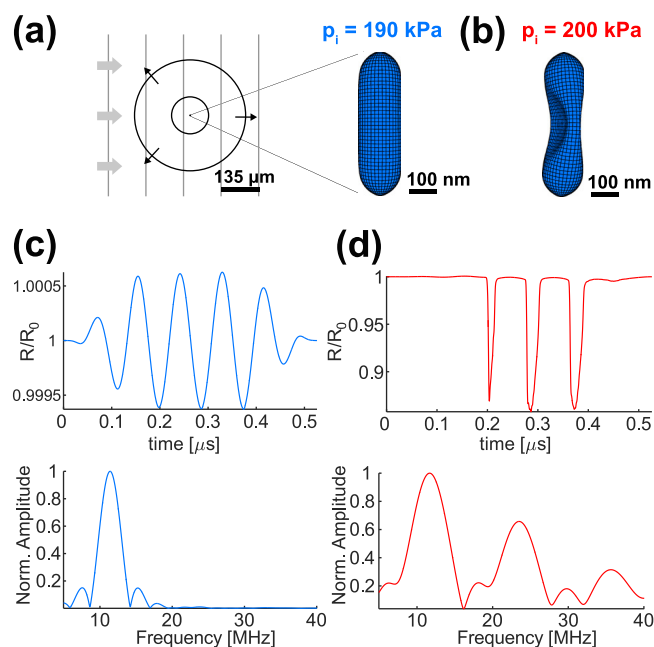 (a)
135 µm
p_i = 190 kPa
100 nm
(b)
p_i = 200 kPa
100 nm
(c)
1.0005
1
0.9995
R/R_0
0 0.1 0.2 0.3 0.4 0.5
time [µs]
(d)
1
0.95
0.9
R/R_0
0 0.1 0.2 0.3 0.4 0.5
time [µs]
Norm. Amplitude
1
0.8
0.6
0.4
0.2
10 20 30 40
Frequency [MHz]
Norm. Amplitude
1
0.8
0.6
0.4
0.2
10 20 30 40
Frequency [MHz]